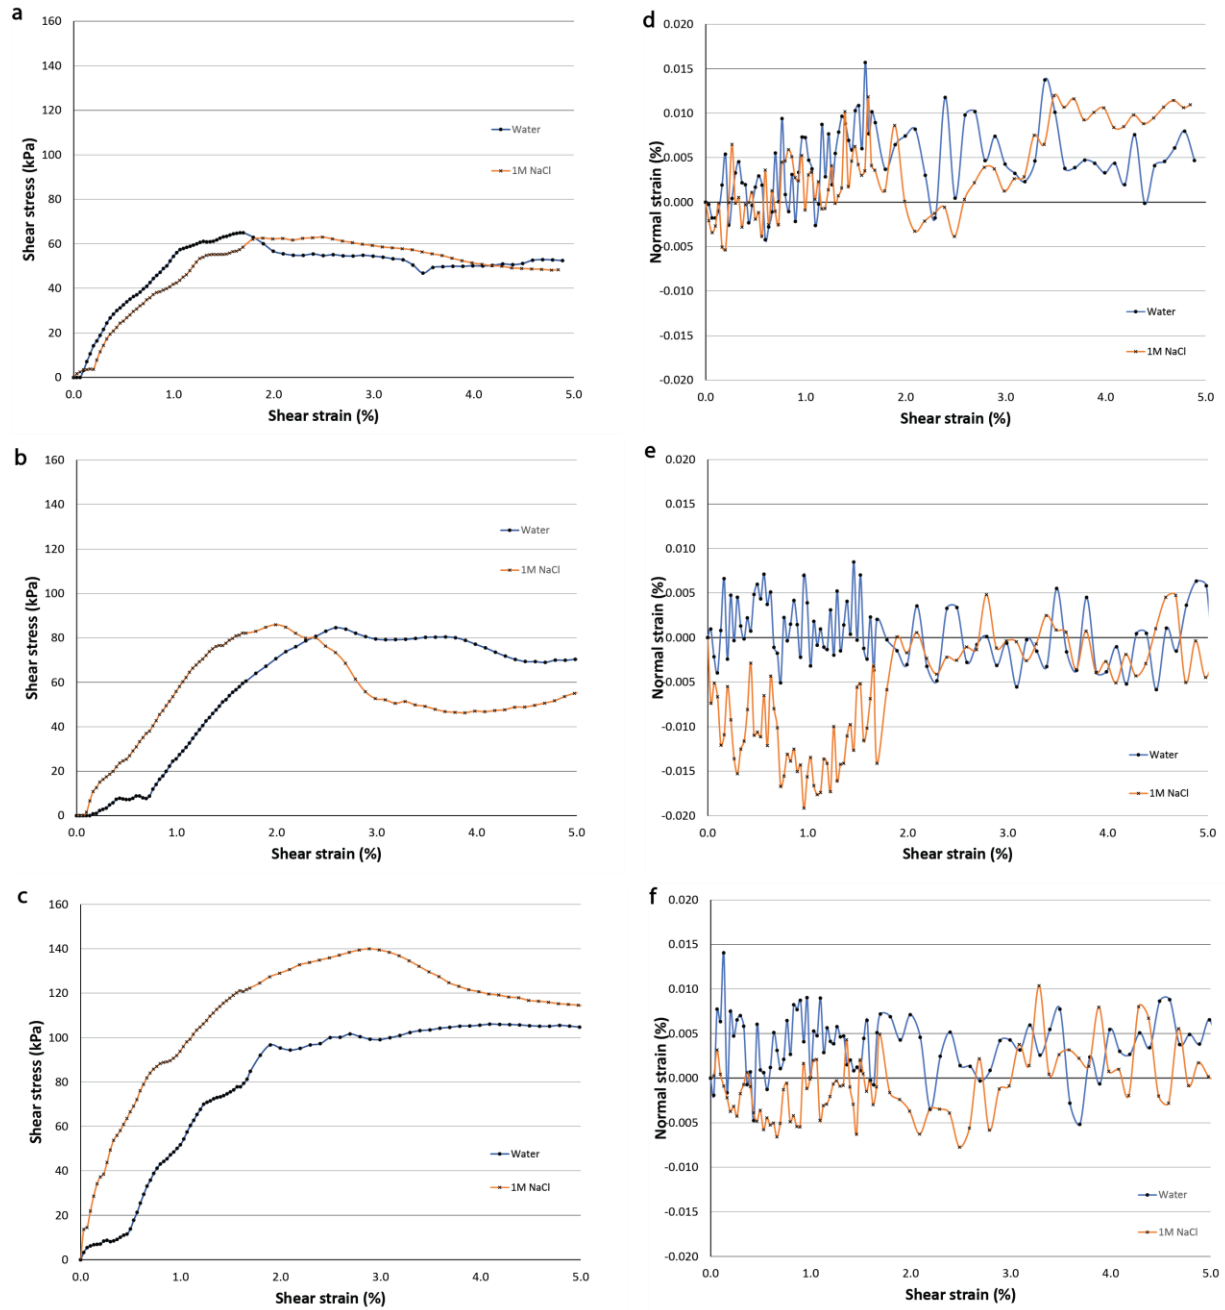 a
160
140
120
100
80
60
40
20
0
Shear stress (kPa)
Water
1M NaCl
0.0 1.0 2.0 3.0 4.0 5.0
Shear strain (%)
d
0.020
0.015
0.010
0.005
0.000
-0.005
-0.010
-0.015
-0.020
Normal strain (%)
Water
1M NaCl
0.0 1.0 2.0 3.0 4.0 5.0
Shear strain (%)
b
160
140
120
100
80
60
40
20
0
Shear stress (kPa)
Water
1M NaCl
0.0 1.0 2.0 3.0 4.0 5.0
Shear strain (%)
e
0.020
0.015
0.010
0.005
0.000
-0.005
-0.010
-0.015
-0.020
Normal strain (%)
Water
1M NaCl
0.0 1.0 2.0 3.0 4.0 5.0
Shear strain (%)
c
160
140
120
100
80
60
40
20
0
Shear stress (kPa)
Water
1M NaCl
0.0 1.0 2.0 3.0 4.0 5.0
Shear strain (%)
f
0.020
0.015
0.010
0.005
0.000
-0.005
-0.010
-0.015
-0.020
Normal strain (%)
Water
1M NaCl
0.0 1.0 2.0 3.0 4.0 5.0
Shear strain (%)